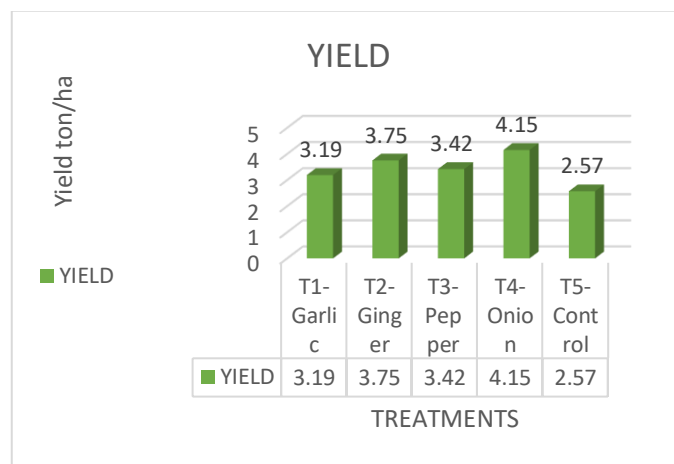 YIELD
Yield ton/ha
5
4
3
2
1
0
3.19
3.75
3.42
4.15
2.57
YIELD
T1-
Garli
c
T2-
Ging
er
T3-
Pep
per
T4-
Onio
n
T5-
Cont
rol
YIELD 3.19 3.75 3.42 4.15 2.57
TREATMENTS